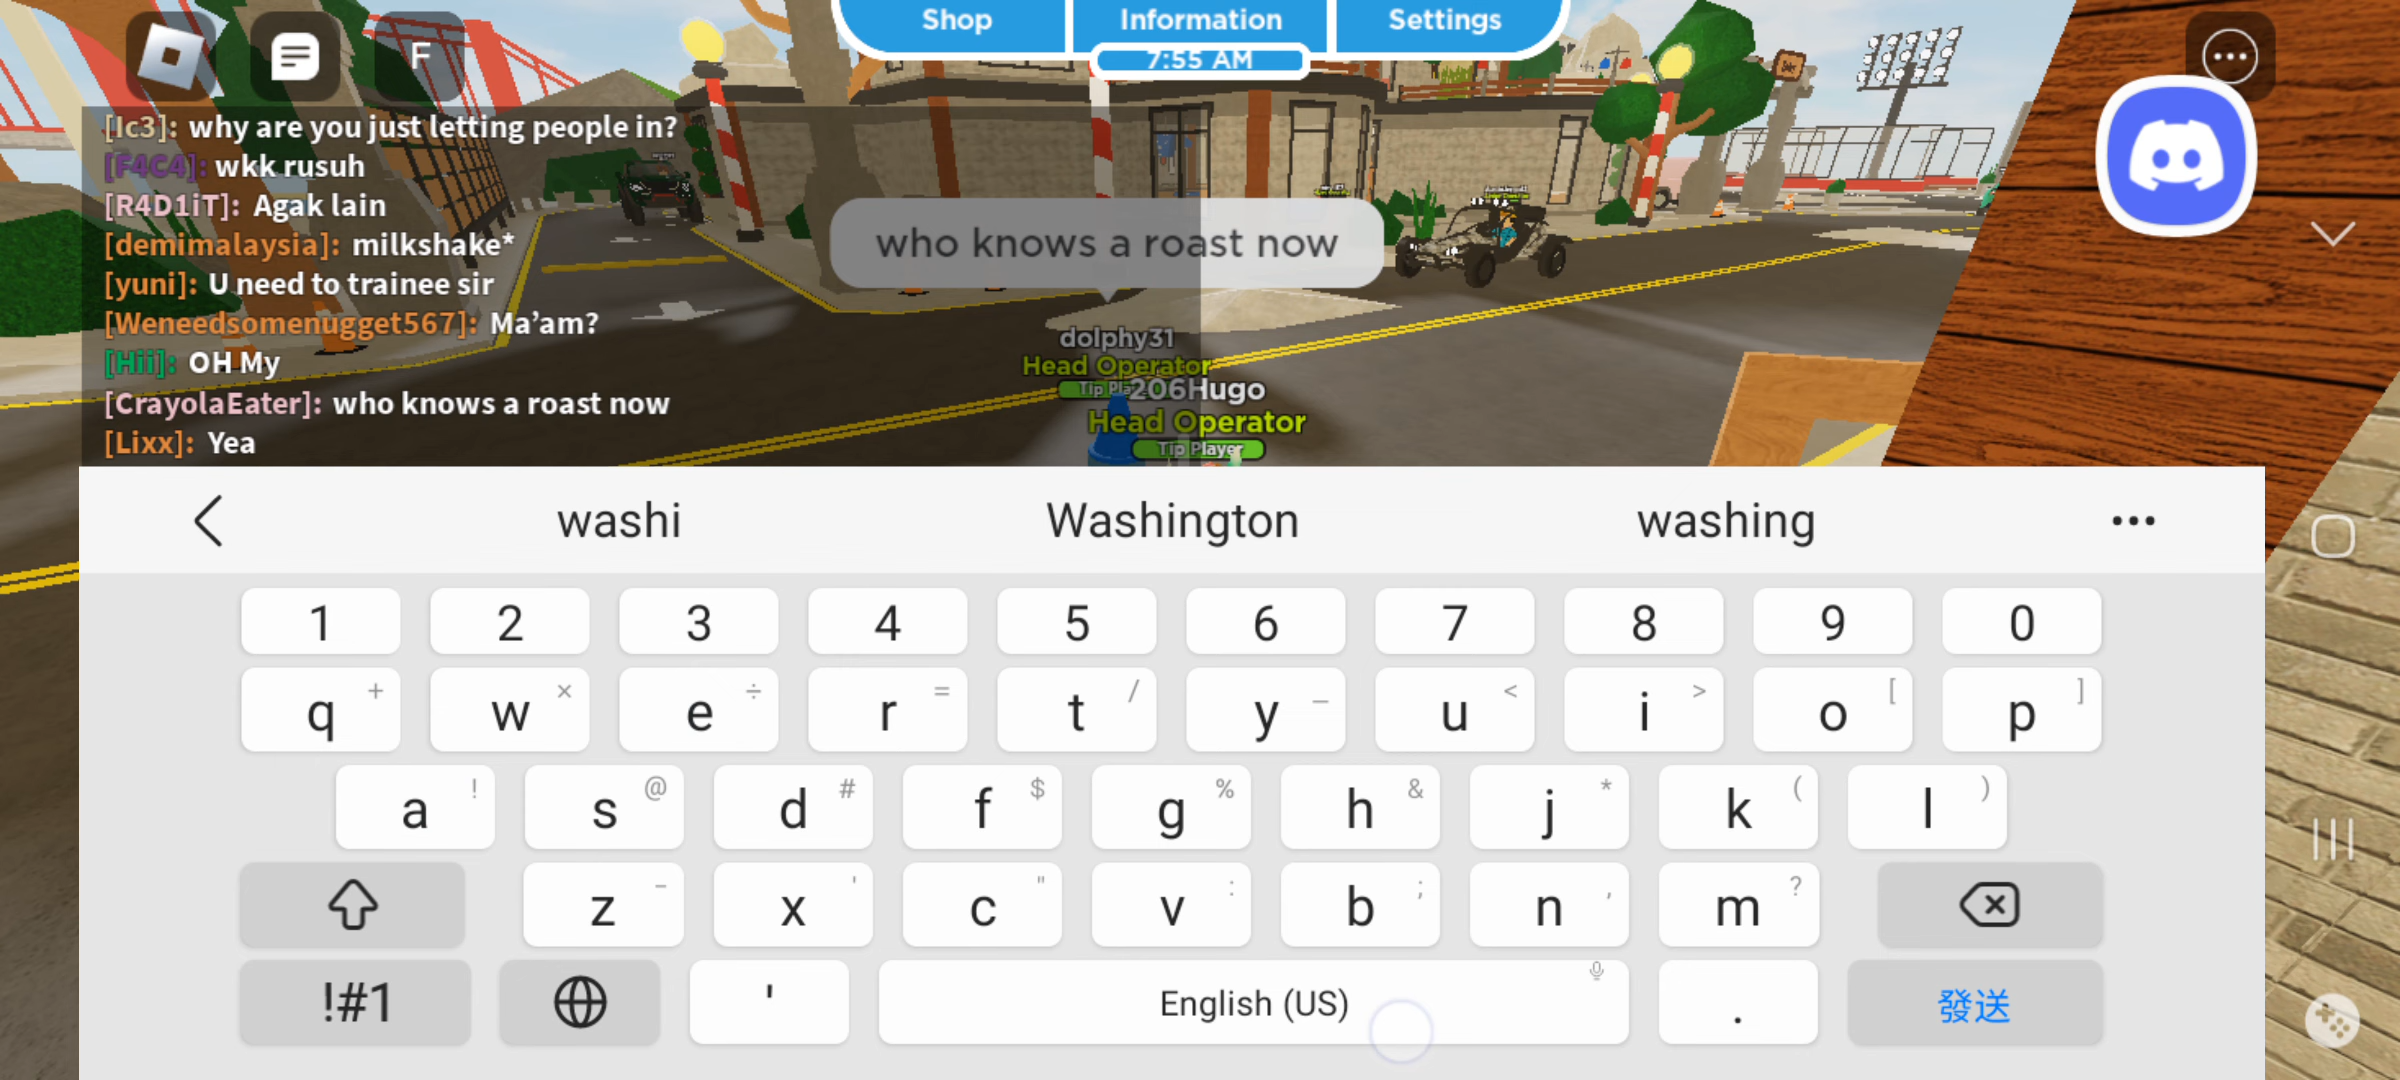 Shop
Information
Settings
7:55 AM
F
[Ic3]: why are you just letting people in?
[F4C4]: wkk rusuh
[R4D1iT]: Agak lain
[demimalaysia]: milkshake*
[yuni]: U need to trainee sir
[Weneedsomenugget567]: Ma'am?
[Hii]: OH My
[CrayolaEater]: who knows a roast now
[Lixx]: Yea
who knows a roast now
dolphy31
Head Operator
Tip Pla
206Hugo
Head Operator
Tip Player
washi
Washington
washing
1 2 3 4 5 6 7 8 9 0
q + w × e ÷ r = t / y _ u < i > o [ p ]
a ! s @ d # f $ g % h & j * k ( l )
z - x ' c " v : b ; n , m ?
!#1
'
English (US)
.
發送